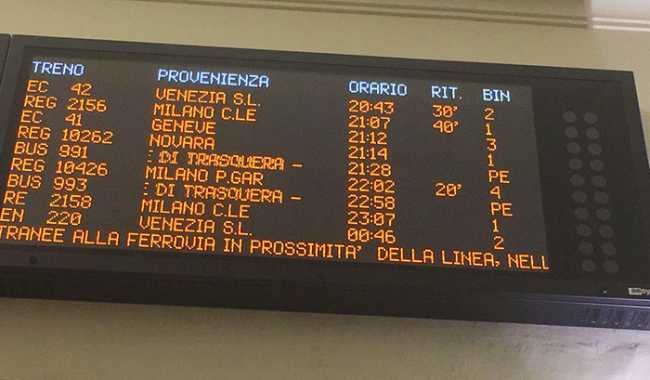 TRENO PROVENIENZA ORARIO RIT. BIN
EC 42 VENEZIA S.L. 20:43 30' 2
REG 2156 MILANO C.LE 21:07 40' 1
EC 41 GENEVE 21:12 3
REG 10262 NOVARA 21:14 1
BUS 991 : DI TRASQUERA - 21:28 PE
REG 10426 MILANO P.GAR 22:02 20' 4
BUS 993 : DI TRASQUERA - 22:58 PE
RE 2158 MILANO C.LE 23:07 1
EN 220 VENEZIA S.L. 00:46 2
TRANEE ALLA FERROVIA IN PROSSIMITA' DELLA LINEA, NELL